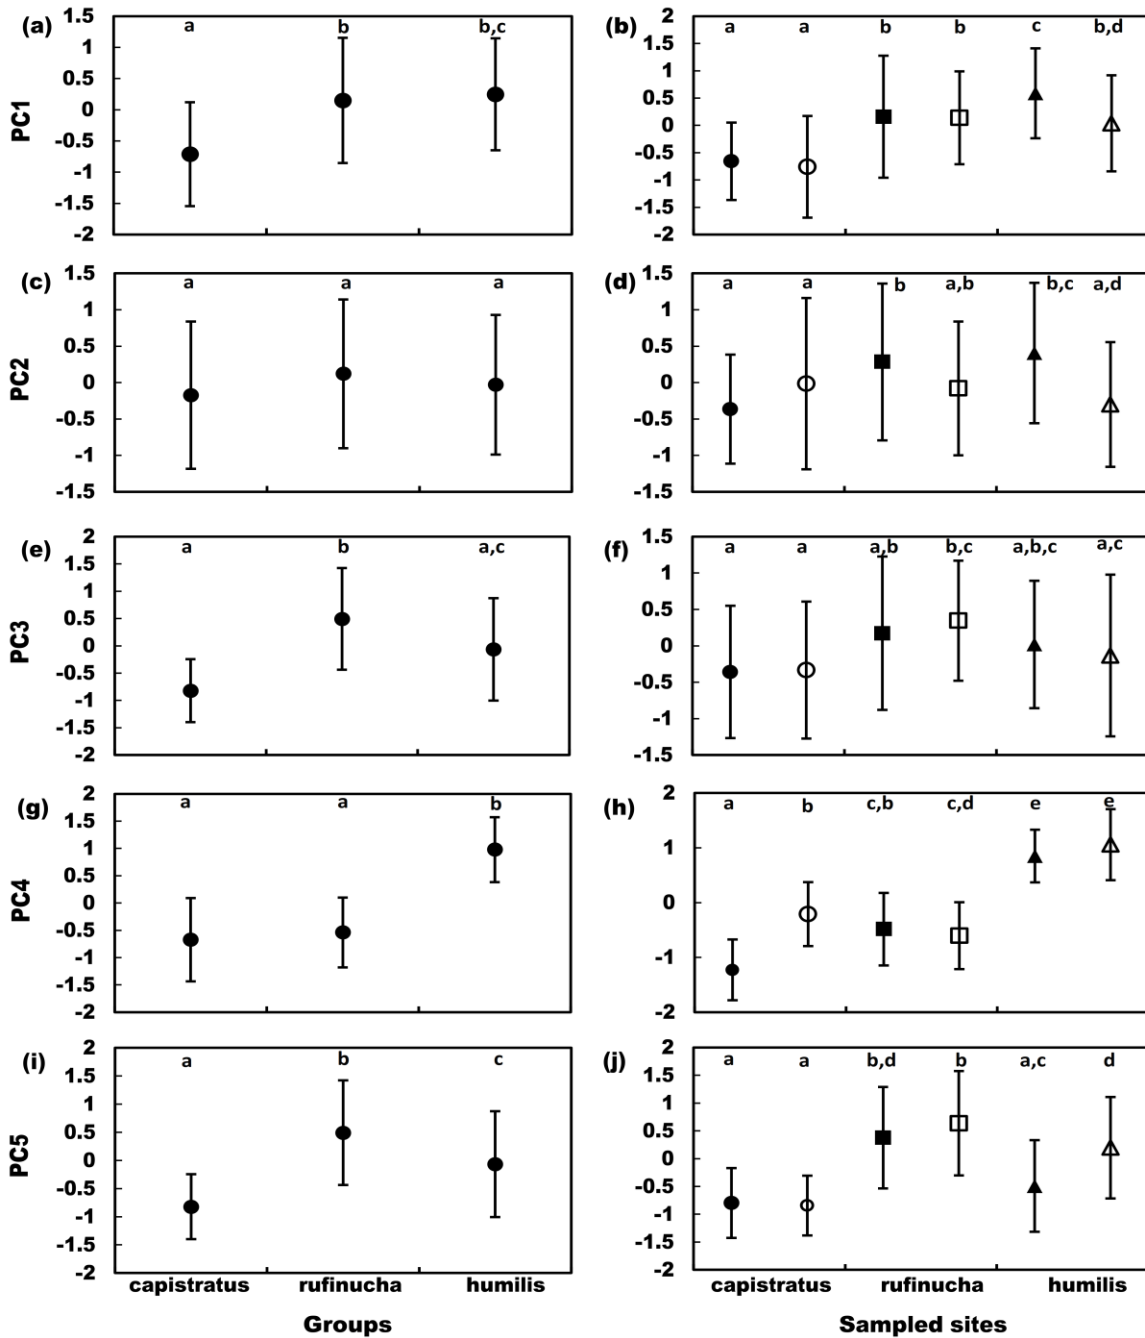 (a)
PC1
1.5
1
0.5
0
-0.5
-1
-1.5
-2
a
b
b,c
(b)
2
1.5
1
0.5
0
-0.5
-1
-1.5
-2
a
a
b
b
c
b,d
(c)
PC2
1.5
1
0.5
0
-0.5
-1
-1.5
a
a
a
(d)
1.5
1
0.5
0
-0.5
-1
-1.5
a
a
b
a,b
b,c
a,d
(e)
PC3
2
1.5
1
0.5
0
-0.5
-1
-1.5
-2
a
b
a,c
(f)
1.5
1
0.5
0
-0.5
-1
-1.5
a
a
a,b
b,c
a,b,c
a,c
(g)
PC4
2
1.5
1
0.5
0
-0.5
-1
-1.5
-2
a
a
b
(h)
2
1
0
-1
-2
a
b
c,b
c,d
e
e
(i)
PC5
2
1.5
1
0.5
0
-0.5
-1
-1.5
-2
a
b
c
(j)
2
1.5
1
0.5
0
-0.5
-1
-1.5
-2
a
a
b,d
b
a,c
d
capistratus rufinucha humilis
Groups
capistratus rufinucha humilis
Sampled sites